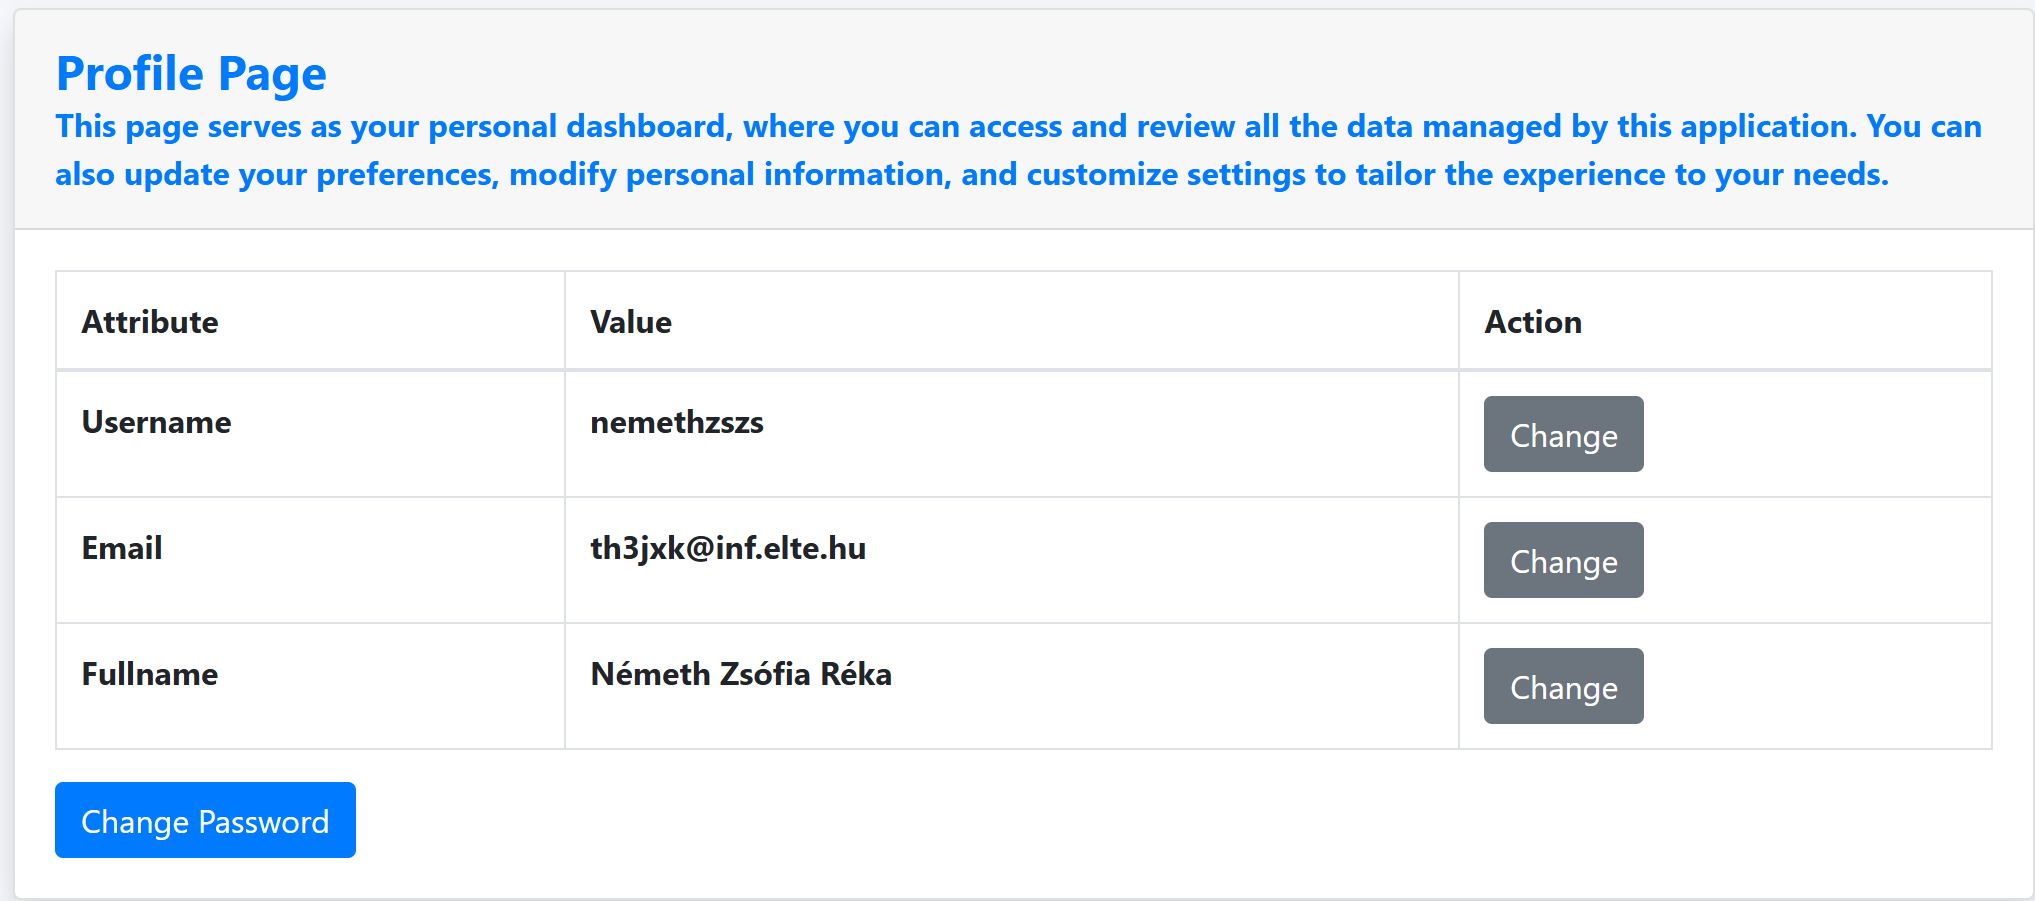 Profile Page
This page serves as your personal dashboard, where you can access and review all the data managed by this application. You can
also update your preferences, modify personal information, and customize settings to tailor the experience to your needs.
Attribute Value Action
Username nemethzszs Change
Email th3jxk@inf.elte.hu Change
Fullname Németh Zsófia Réka Change
Change Password